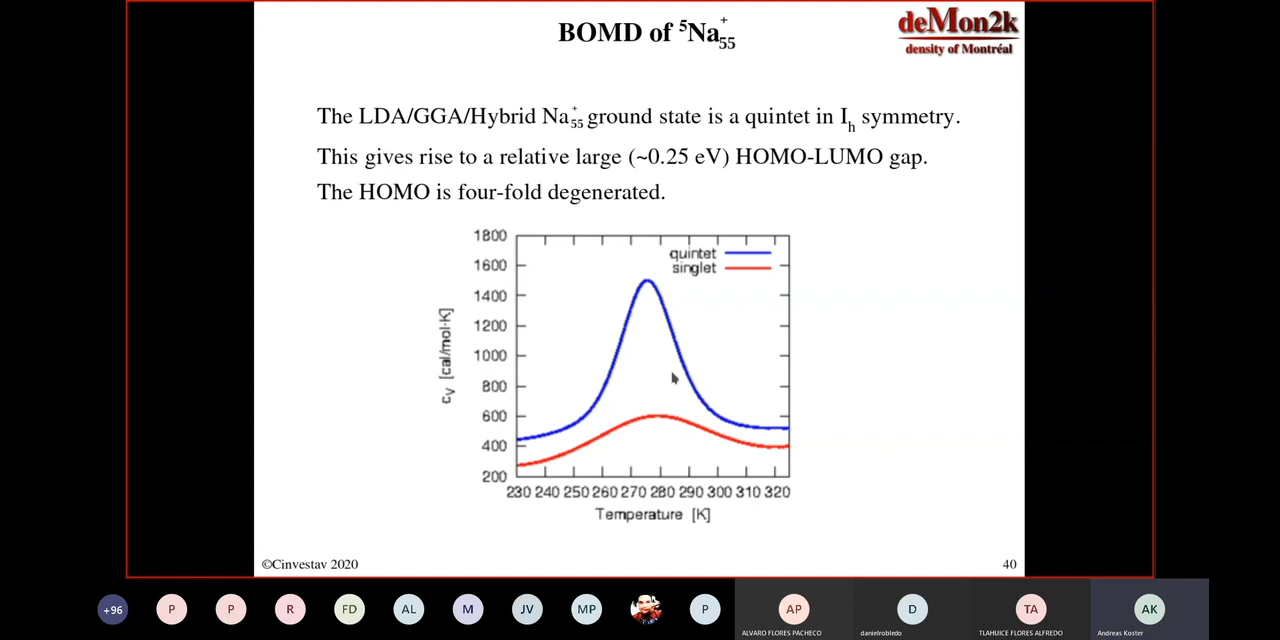 BOMD of ⁵Na₅₅⁺
deMon2k
density of Montréal
The LDA/GGA/Hybrid Na₅₅⁺ ground state is a quintet in Iₕ symmetry.
This gives rise to a relative large (~0.25 eV) HOMO-LUMO gap.
The HOMO is four-fold degenerated.
1800
1600
1400
1200
1000
800
600
400
200
cᵥ [cal/mol·K]
quintet
singlet
230 240 250 260 270 280 290 300 310 320
Temperature [K]
©Cinvestav 2020
40
+96
P
P
R
FD
AL
M
JV
MP
P
AP
D
TA
AK
ALVARO FLORES PACHECO
danielrobledo
TLAHUICE FLORES ALFREDO
Andreas Koster